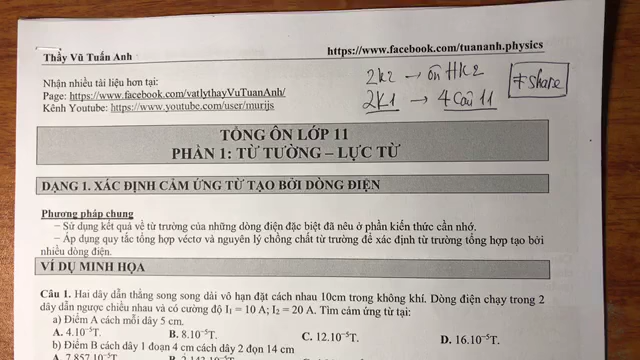 Thầy Vũ Tuấn Anh
https://www.facebook.com/tuananh.physics
Nhận nhiều tài liệu hơn tại:
Page: https://www.facebook.com/vatlythayVuTuanAnh/
Kênh Youtube: https://www.youtube.com/user/murijs
2k2 → ôn HK2
2K1 → 4 câu 11
# share
TỔNG ÔN LỚP 11
PHẦN 1: TỪ TƯỜNG – LỰC TỪ
DẠNG 1. XÁC ĐỊNH CẢM ỨNG TỪ TẠO BỞI DÒNG ĐIỆN
Phương pháp chung
– Sử dụng kết quả về từ trường của những dòng điện đặc biệt đã nêu ở phần kiến thức cần nhớ.
– Áp dụng quy tắc tổng hợp véctơ và nguyên lý chồng chất từ trường để xác định từ trường tổng hợp tạo bởi
nhiều dòng điện.
VÍ DỤ MINH HỌA
Câu 1. Hai dây dẫn thẳng song song dài vô hạn đặt cách nhau 10cm trong không khí. Dòng điện chạy trong 2
dây dẫn ngược chiều nhau và có cường độ I₁ = 10 A; I₂ = 20 A. Tìm cảm ứng từ tại:
a) Điểm A cách mỗi dây 5 cm.
A. 4.10⁻⁵T. B. 8.10⁻⁵T. C. 12.10⁻⁵T. D. 16.10⁻⁵T.
b) Điểm B cách dây 1 đoạn 4 cm cách dây 2 đọn 14 cm